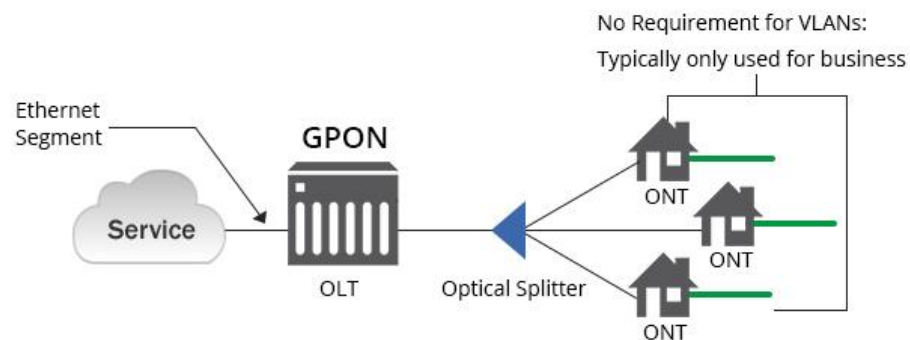 No Requirement for VLANs:
Typically only used for business
Ethernet
Segment
GPON
Service
OLT
Optical Splitter
ONT
ONT
ONT